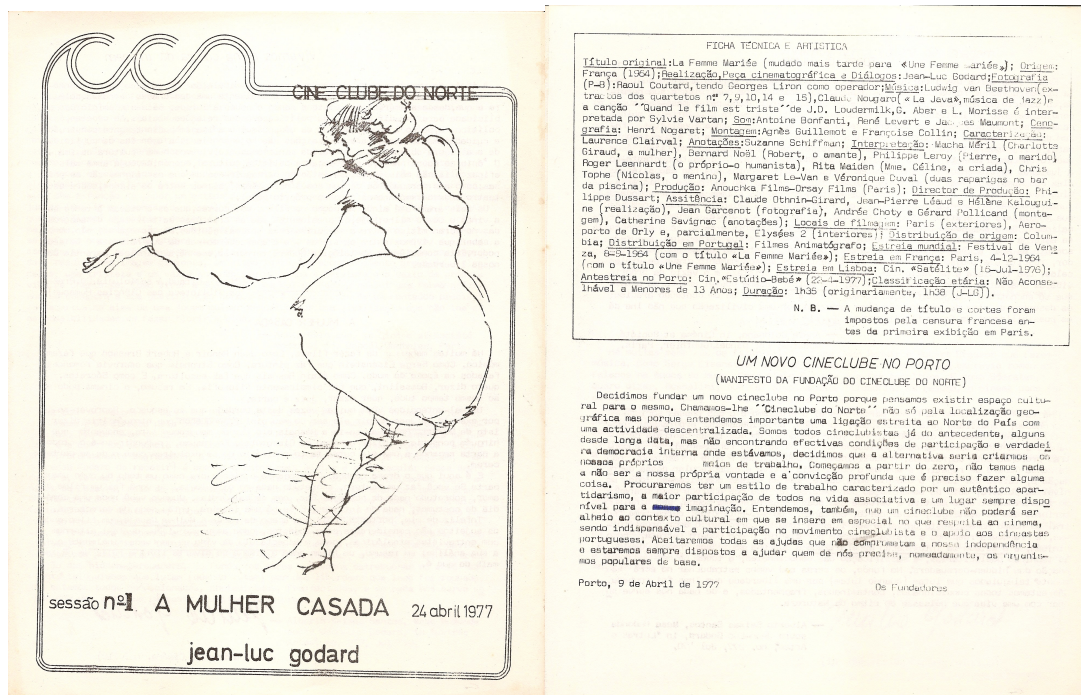 CINE CLUBE DO NORTE
sessão nº1 A MULHER CASADA 24 abril 1977
jean-luc godard
FICHA TÉCNICA E ARTÍSTICA
Título original:La Femme Mariée (mudado mais tarde para «Une Femme mariée»); Origem:
França (1964);Realização,Peça cinematográfica e Diálogos:Jean-Luc Godard;Fotografia
(P-B):Raoul Coutard,tendo Georges Liron como operador;Música:Ludwig van Beethoven(ex-
tractos dos quartetos nº 7,9,10,14 e 15),Claude Nougaro(«La Java»,música de jazz)e
a canção ´´Quand le film est triste´´de J.D. Loudermilk,G. Aber e L. Morisse é inter-
pretada por Sylvie Vartan; Som:Antoine Bonfanti, René Levert e Jacques Maumont; Ceno-
grafia: Henri Nogaret; Montagem:Agnès Guillemot e Françoise Collin; Caracterização:
Laurence Clairval; Anotações:Suzanne Schiffman; Interpretação: Macha Méril (Charlotte
Giraud, a mulher), Bernard Noël (Robert, o amante), Philippe Leroy (Pierre, o marido)
Roger Leenhardt (o próprio-o humanista), Rita Maiden (Mme. Céline, a criada), Chris
Tophe (Nicolas, o menino), Margaret Le-Van e Véronique Duval (duas raparigas no bar
da piscina); Produção: Anouchka Films-Orsay Films (Paris); Director de Produção: Phi-
lippe Dussart; Assitência: Claude Othnin-Girard, Jean-Pierre Léaud e Hélène Kalougui-
ne (realização), Jean Garcenot (fotografia), Andrée Choty e Gérard Pollicand (monta-
gem), Catherine Savignac (anotações); Locais de filmagem: Paris (exteriores), Aero-
porto de Orly e, parcialmente, Elysées 2 (interiores); Distribuição de origem: Colum-
bia; Distribuição em Portugal: Filmes Animatógrafo; Estreia mundial: Festival de Vene
za, 8-9-1964 (com o título «La Femme Mariée»); Estreia em França: Paris, 4-12-1964
(com o título «Une Femme Mariée»); Estreia em Lisboa: Cin. «Satélite» (16-Jul-1976);
Antestreia no Porto: Cin.«Estúdio-Bebé» (22-4-1977);Classificação etária: Não Aconse-
lhável a Menores de 13 Anos; Duração: 1h35 (originariamente, 1h38 (J-LG)).
N. B. — A mudança de título e cortes foram
impostos pela censura francesa an-
tes da primeira exibição em Paris.
UM NOVO CINECLUBE NO PORTO
(MANIFESTO DA FUNDAÇÃO DO CINECLUBE DO NORTE)
Decidimos fundar um novo cineclube no Porto porque pensamos existir espaço cultu-
ral para o mesmo. Chamamos-lhe ´´Cineclube do Norte´´ não só pela localização geo-
gráfica mas porque entendemos importante uma ligação estreita ao Norte do País com
uma actividade descentralizada. Somos todos cineclubistas já do antecedente, alguns
desde longa data, mas não encontrando efectivas condições de participação e verdadei
ra democracia interna onde estávamos, decidimos que a alternativa seria criarmos os
nossos próprios meios de trabalho. Começamos a partir do zero, não temos nada
a não ser a nossa própria vontade e a convicção profunda que é preciso fazer alguma
coisa. Procuraremos ter um estilo de trabalho caracterizado por um autêntico apar-
tidarismo, a maior participação de todos na vida associativa e um lugar sempre dispo
nível para a imaginação. Entendemos, também, que um cineclube não poderá ser
alheio ao contexto cultural em que se insere em especial no que respeita ao cinema,
sendo indispensável a participação no movimento cineclubista e o apoio aos cineastas
portugueses. Aceitaremos todas as ajudas que não comprometam a nossa independência
e estaremos sempre dispostos a ajudar quem de nós precise, nomeadamente, os organis-
mos populares de base.
Porto, 9 de Abril de 1977
Os Fundadores